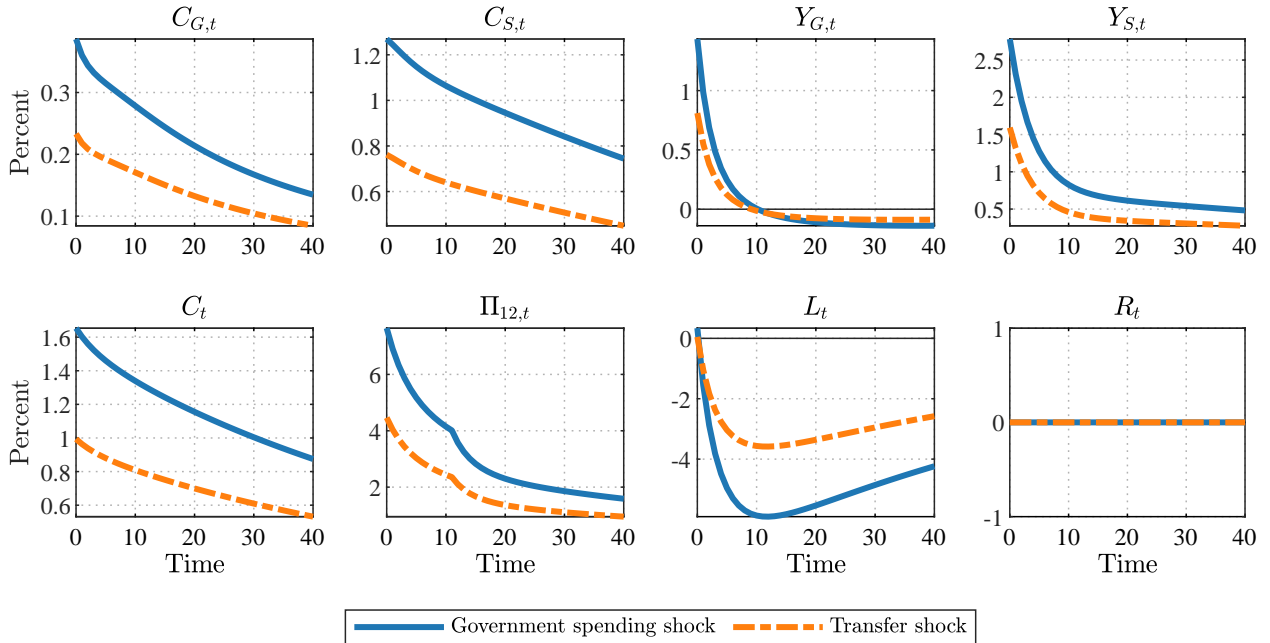 C_{G,t} C_{S,t} Y_{G,t} Y_{S,t}
Percent
0.3
0.2
0.1
0 10 20 30 40
1.2
1
0.8
0.6
0 10 20 30 40
1
0.5
0
0 10 20 30 40
2.5
2
1.5
1
0.5
0 10 20 30 40
C_t Π_{12,t} L_t R_t
Percent
1.6
1.4
1.2
1
0.8
0.6
0 10 20 30 40
Time
6
4
2
0 10 20 30 40
Time
0
-2
-4
0 10 20 30 40
Time
1
0
-1
0 10 20 30 40
Time
Government spending shock Transfer shock